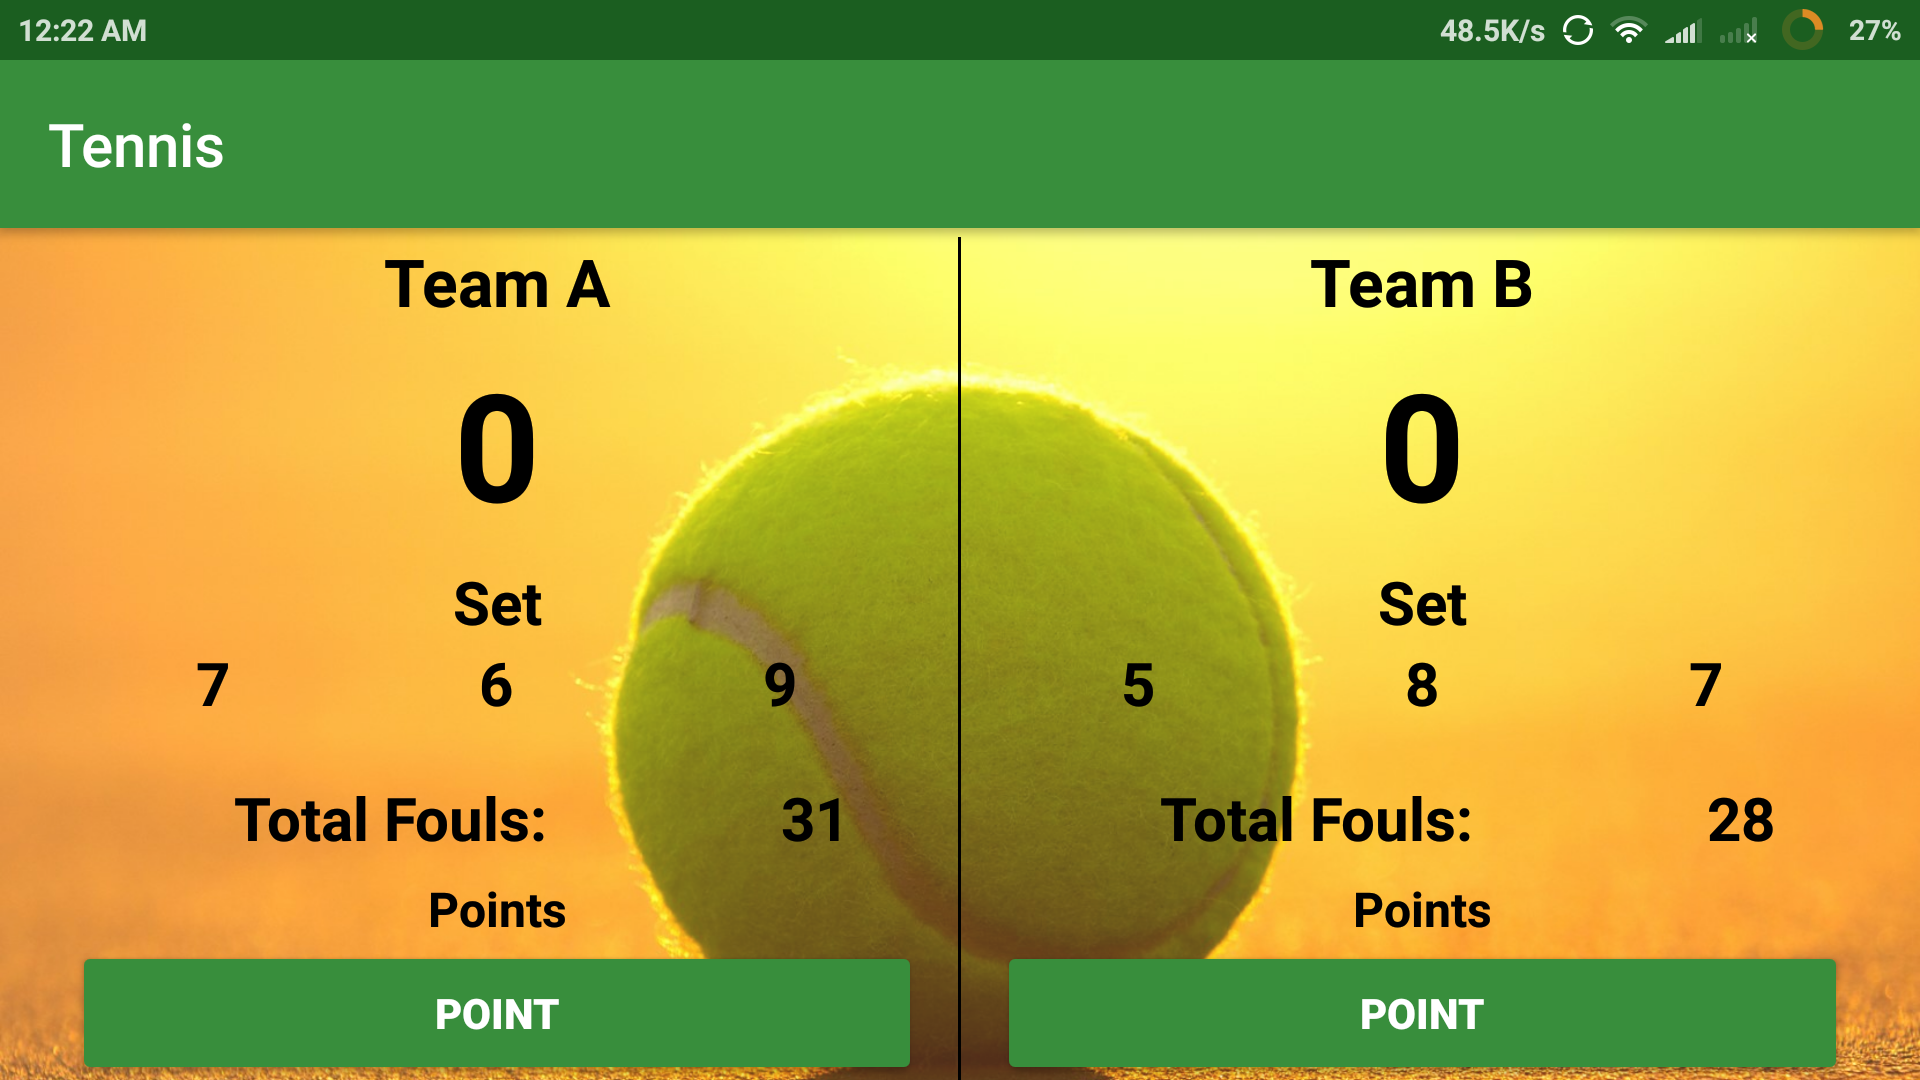 12:22 AM 48.5K/s 27%
Tennis
Team A
0
Set
7 6 9
Total Fouls: 31
Points
POINT
Team B
0
Set
5 8 7
Total Fouls: 28
Points
POINT